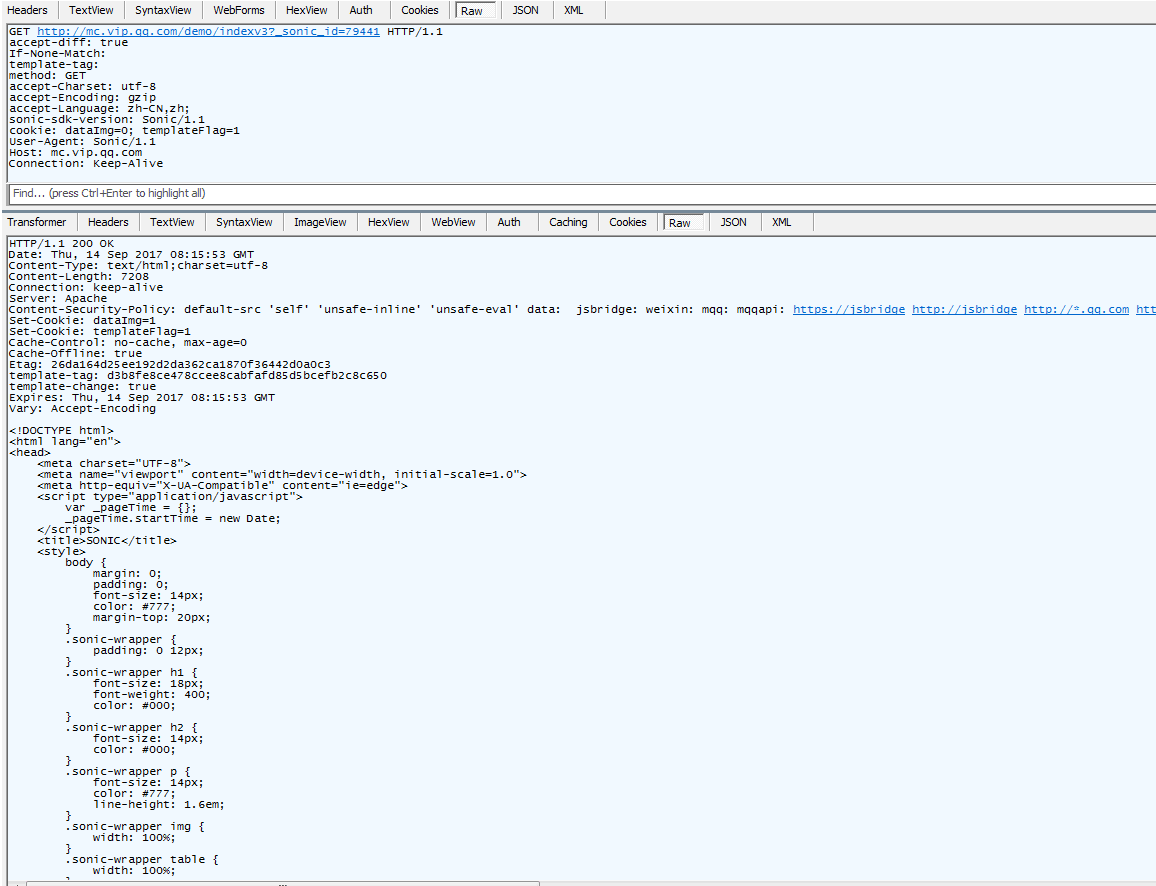 Headers TextView SyntaxView WebForms HexView Auth Cookies Raw JSON XML
GET http://mc.vip.qq.com/demo/indexv3?_sonic_id=79441 HTTP/1.1
accept-diff: true
If-None-Match:
template-tag:
method: GET
accept-Charset: utf-8
accept-Encoding: gzip
accept-Language: zh-CN,zh;
sonic-sdk-version: Sonic/1.1
cookie: dataImg=0; templateFlag=1
User-Agent: Sonic/1.1
Host: mc.vip.qq.com
Connection: Keep-Alive
Find... (press Ctrl+Enter to highlight all)
Transformer Headers TextView SyntaxView ImageView HexView WebView Auth Caching Cookies Raw JSON XML
HTTP/1.1 200 OK
Date: Thu, 14 Sep 2017 08:15:53 GMT
Content-Type: text/html;charset=utf-8
Content-Length: 7208
Connection: keep-alive
Server: Apache
Content-Security-Policy: default-src 'self' 'unsafe-inline' 'unsafe-eval' data:  jsbridge: weixin: mqq: mqqapi: https://jsbridge http://jsbridge http://*.qq.com htt
Set-Cookie: dataImg=1
Set-Cookie: templateFlag=1
Cache-Control: no-cache, max-age=0
Cache-Offline: true
Etag: 26da164d25ee192d2da362ca1870f36442d0a0c3
template-tag: d3b8fe8ce478ccee8cabfafd85d5bcefb2c8c650
template-change: true
Expires: Thu, 14 Sep 2017 08:15:53 GMT
Vary: Accept-Encoding
<!DOCTYPE html>
<html lang="en">
<head>
    <meta charset="UTF-8">
    <meta name="viewport" content="width=device-width, initial-scale=1.0">
    <meta http-equiv="X-UA-Compatible" content="ie=edge">
    <script type="application/javascript">
        var _pageTime = {};
        _pageTime.startTime = new Date;
    </script>
    <title>SONIC</title>
    <style>
        body {
            margin: 0;
            padding: 0;
            font-size: 14px;
            color: #777;
            margin-top: 20px;
        }
        .sonic-wrapper {
            padding: 0 12px;
        }
        .sonic-wrapper h1 {
            font-size: 18px;
            font-weight: 400;
            color: #000;
        }
        .sonic-wrapper h2 {
            font-size: 14px;
            color: #000;
        }
        .sonic-wrapper p {
            font-size: 14px;
            color: #777;
            line-height: 1.6em;
        }
        .sonic-wrapper img {
            width: 100%;
        }
        .sonic-wrapper table {
            width: 100%;